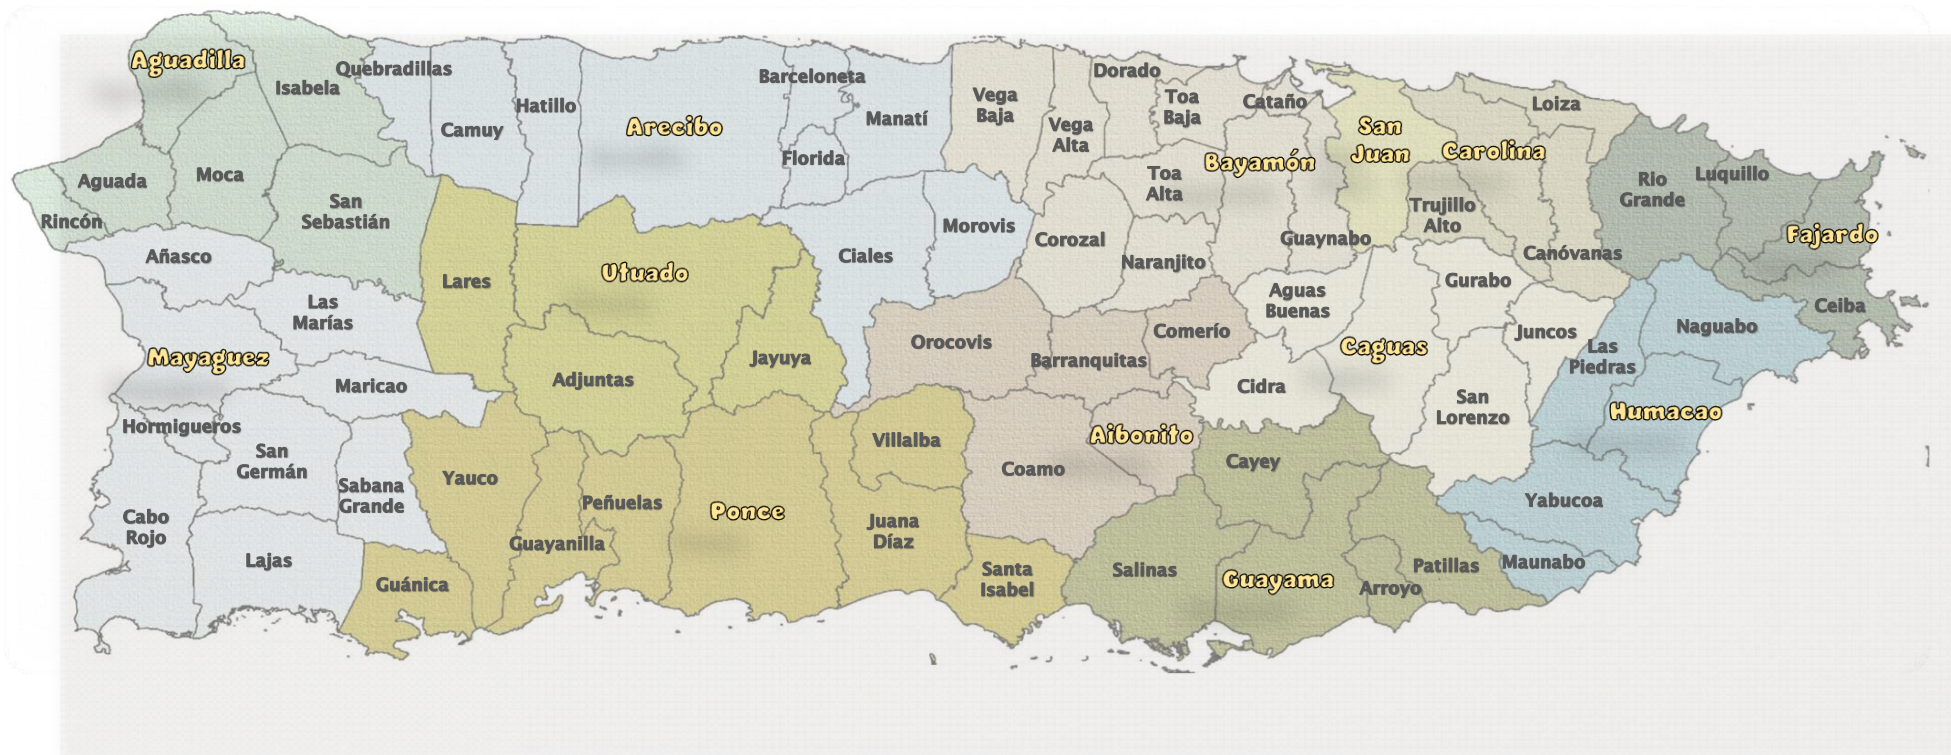 Aguadilla
Isabela
Quebradillas
Camuy
Hatillo
Arecibo
Barceloneta
Manatí
Florida
Vega
Baja
Vega
Alta
Dorado
Toa
Baja
Cataño
Toa
Alta
Bayamón
San
Juan
Carolina
Loiza
Trujillo
Alto
Guaynabo
Canóvanas
Rio
Grande
Luquillo
Fajardo
Ceiba
Aguada
Moca
Rincón
San
Sebastián
Añasco
Las
Marías
Lares
Utuado
Ciales
Morovis
Corozal
Naranjito
Aguas
Buenas
Gurabo
Juncos
Las
Piedras
Naguabo
Mayaguez
Maricao
Adjuntas
Jayuya
Orocovis
Barranquitas
Comerío
Cidra
Caguas
San
Lorenzo
Humacao
Hormigueros
San
Germán
Sabana
Grande
Yauco
Peñuelas
Ponce
Villalba
Coamo
Aibonito
Cayey
Yabucoa
Cabo
Rojo
Lajas
Guánica
Guayanilla
Juana
Díaz
Santa
Isabel
Salinas
Guayama
Arroyo
Patillas
Maunabo